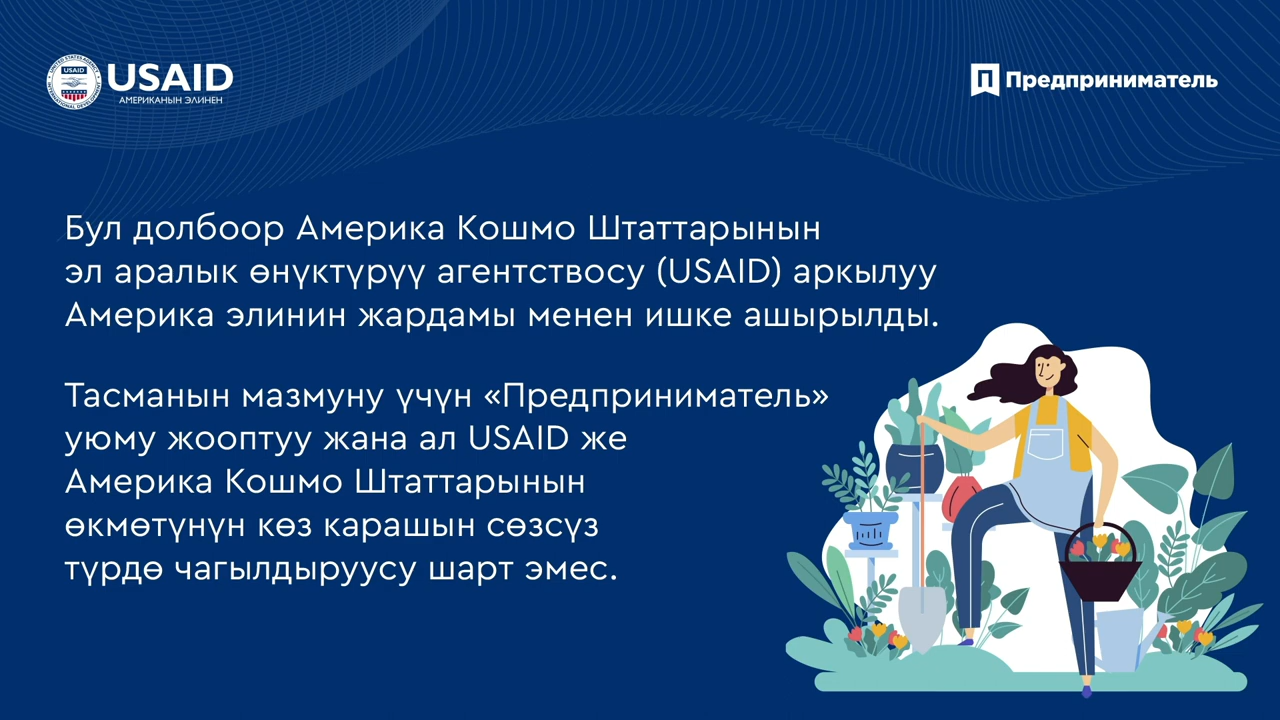 USAID
АМЕРИКАНЫН ЭЛИНЕН
Предприниматель
Бул долбоор Америка Кошмо Штаттарынын
эл аралык өнүктүрүү агентствосу (USAID) аркылуу
Америка элинин жардамы менен ишке ашырылды.
Тасманын мазмуну үчүн «Предприниматель»
уюму жооптуу жана ал USAID же
Америка Кошмо Штаттарынын
өкмөтүнүн көз карашын сөзсүз
түрдө чагылдыруусу шарт эмес.